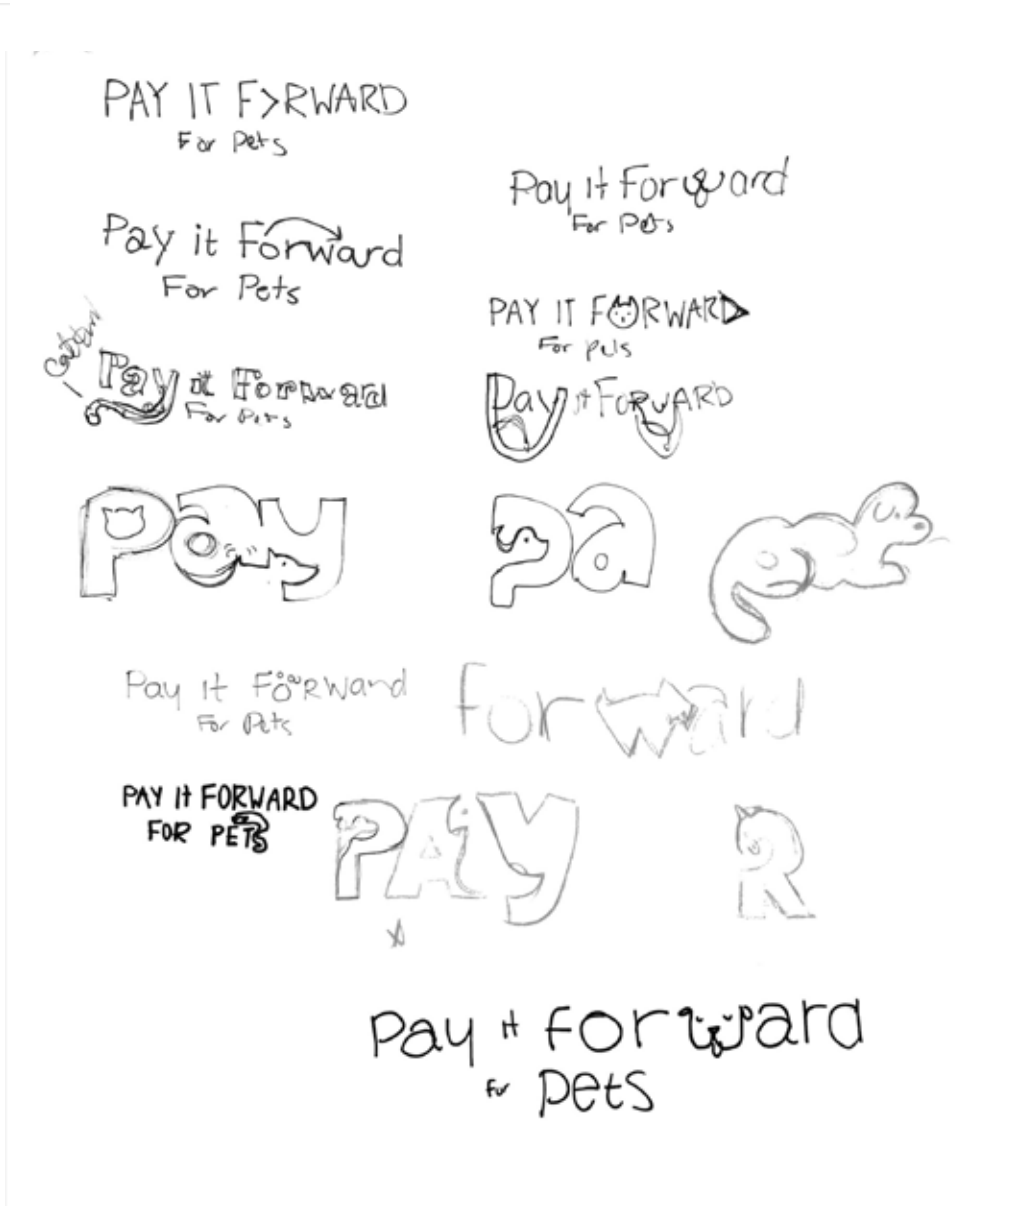 PAY IT F>RWARD
For Pets
Pay it Forward
For Pets
Pay it Forward
For Pets
PAY IT FORWARD
For pets
Pay it Forward
For Pets
Pay it FORWARD
Pay
Pa
Pay it FORWard
For Pets
forward
PAY It FORWARD
FOR PETS
PAY
R
Pay it forward
for pets